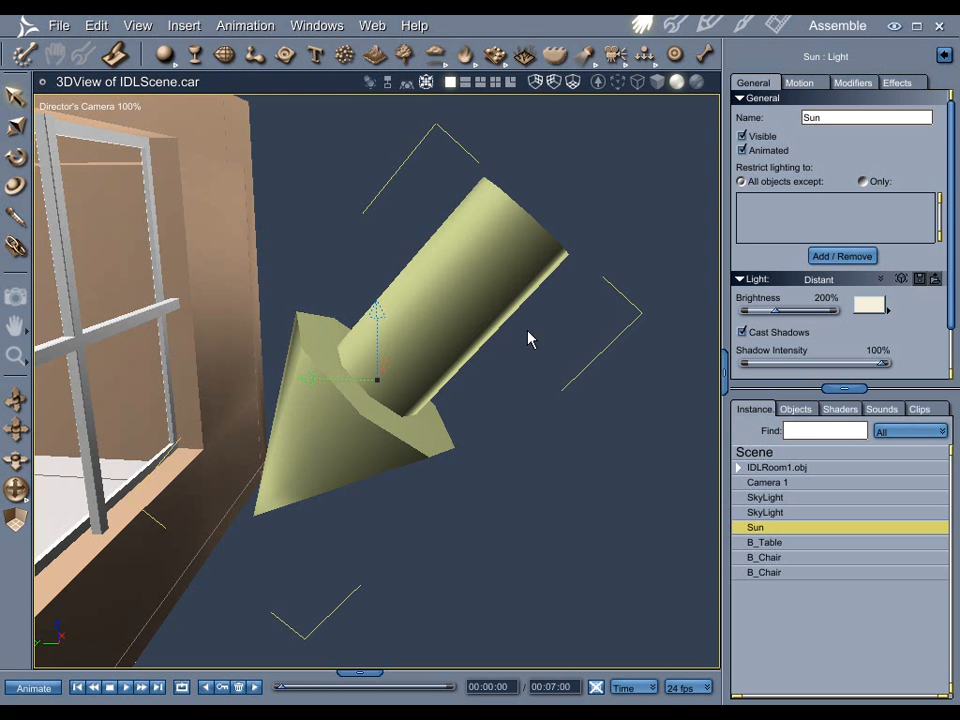 File Edit View Insert Animation Windows Web Help Assemble
3DView of IDLScene.car
Director's Camera 100%
Sun : Light
General Motion Modifiers Effects
General
Name: Sun
Visible
Animated
Restrict lighting to:
All objects except: Only:
Add / Remove
Light: Distant
Brightness 200%
Cast Shadows
Shadow Intensity 100%
Instance Objects Shaders Sounds Clips
Find: All
Scene
IDLRoom1.obj
Camera 1
SkyLight
SkyLight
Sun
B_Table
B_Chair
B_Chair
Animate 00:00:00 / 00:07:00 Time 24 fps